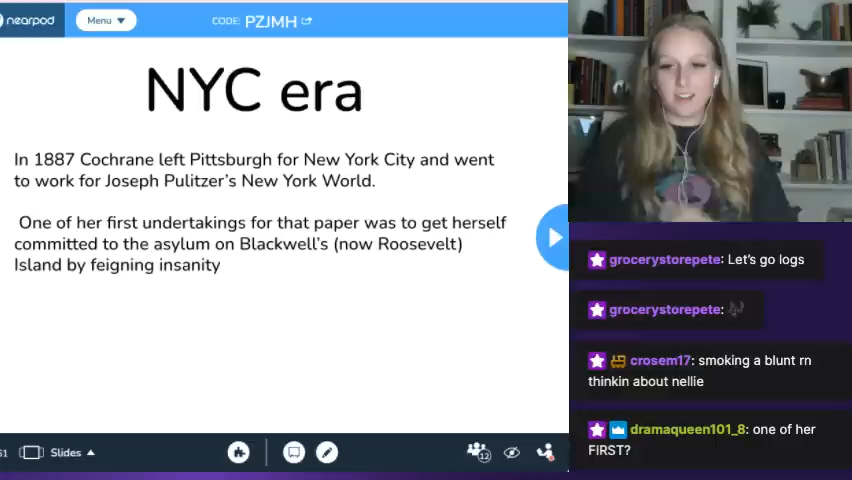 nearpod
Menu
CODE: PZJMH
NYC era
In 1887 Cochrane left Pittsburgh for New York City and went
to work for Joseph Pulitzer's New York World.
One of her first undertakings for that paper was to get herself
committed to the asylum on Blackwell's (now Roosevelt)
Island by feigning insanity
grocerystorepete: Let's go logs
grocerystorepete:
crosem17: smoking a blunt rn
thinkin about nellie
dramaqueen101_8: one of her
FIRST?
Slides
12